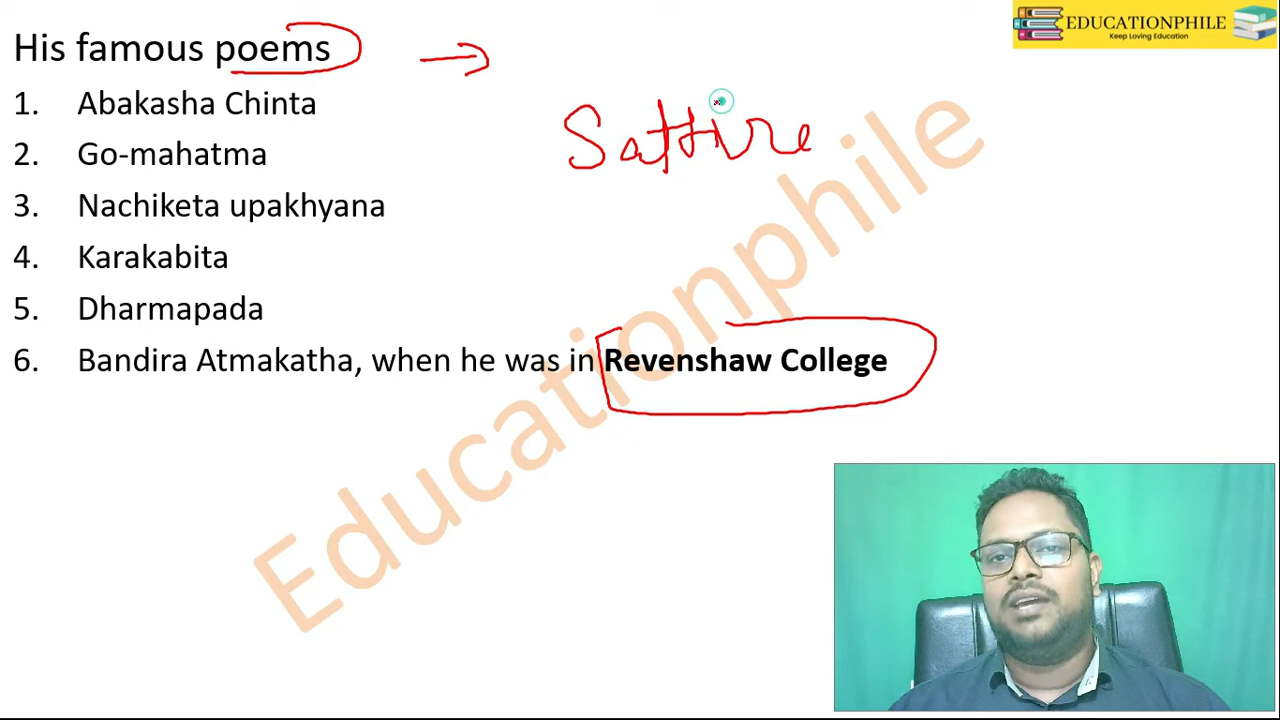 His famous poems
EDUCATIONPHILE
Keep Loving Education
1. Abakasha Chinta
Sattire
2. Go-mahatma
3. Nachiketa upakhyana
4. Karakabita
5. Dharmapada
6. Bandira Atmakatha, when he was in Revenshaw College
Educationphile